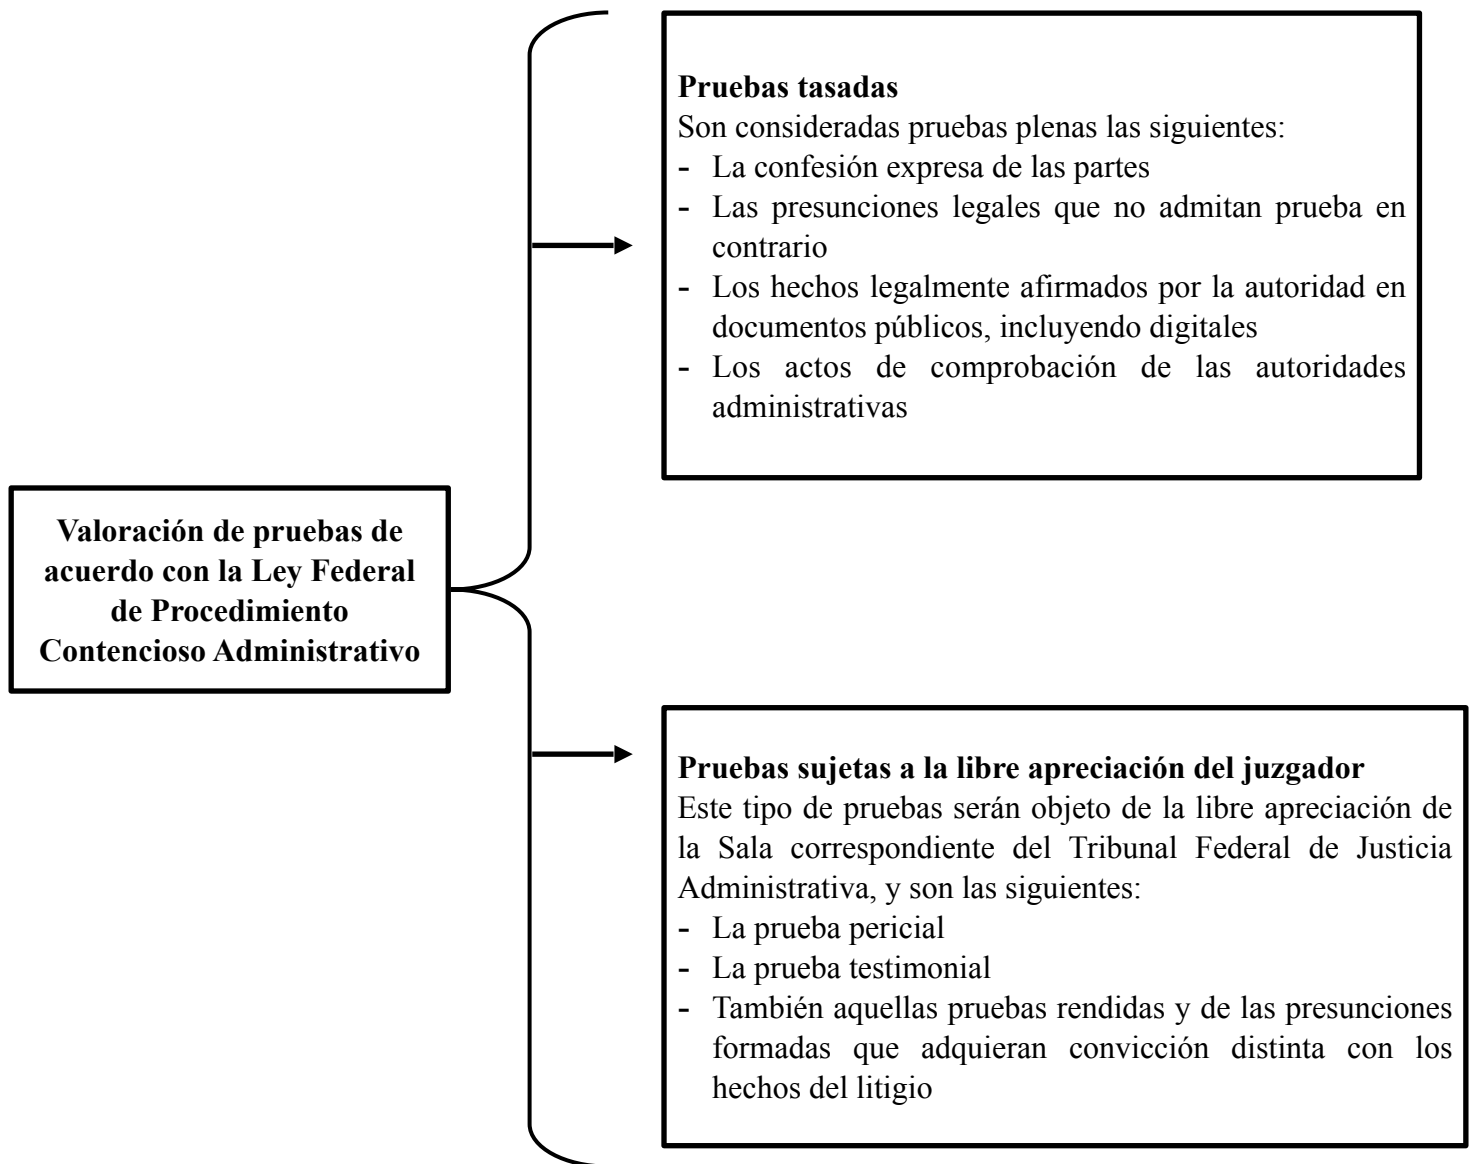 Pruebas tasadas
Son consideradas pruebas plenas las siguientes:
- La confesión expresa de las partes
- Las presunciones legales que no admitan prueba en
contrario
- Los hechos legalmente afirmados por la autoridad en
documentos públicos, incluyendo digitales
- Los actos de comprobación de las autoridades
administrativas
Valoración de pruebas de
acuerdo con la Ley Federal
de Procedimiento
Contencioso Administrativo
Pruebas sujetas a la libre apreciación del juzgador
Este tipo de pruebas serán objeto de la libre apreciación de
la Sala correspondiente del Tribunal Federal de Justicia
Administrativa, y son las siguientes:
- La prueba pericial
- La prueba testimonial
- También aquellas pruebas rendidas y de las presunciones
formadas que adquieran convicción distinta con los
hechos del litigio